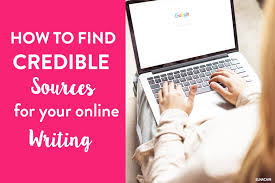 HOW TO FIND
CREDIBLE
Sources
for your online
Writing
Google